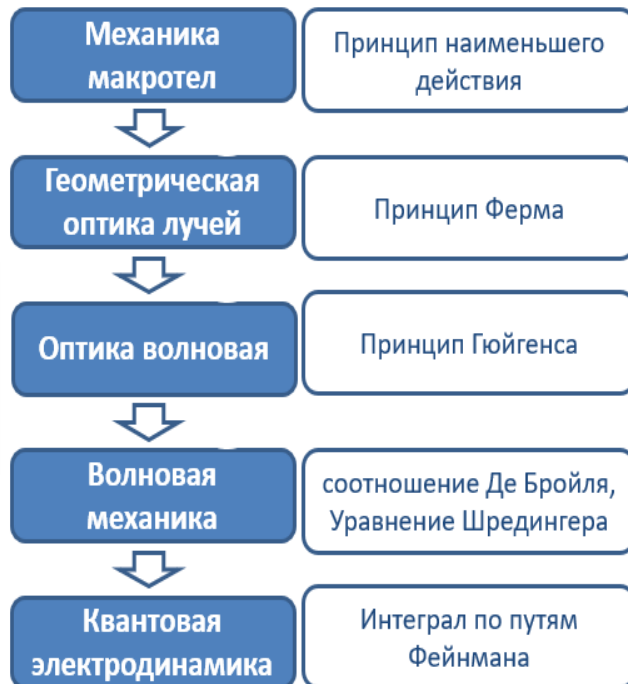 Механика
макротел
Принцип наименьшего
действия
Геометрическая
оптика лучей
Принцип Ферма
Оптика волновая
Принцип Гюйгенса
Волновая
механика
соотношение Де Бройля,
Уравнение Шредингера
Квантовая
электродинамика
Интеграл по путям
Фейнмана